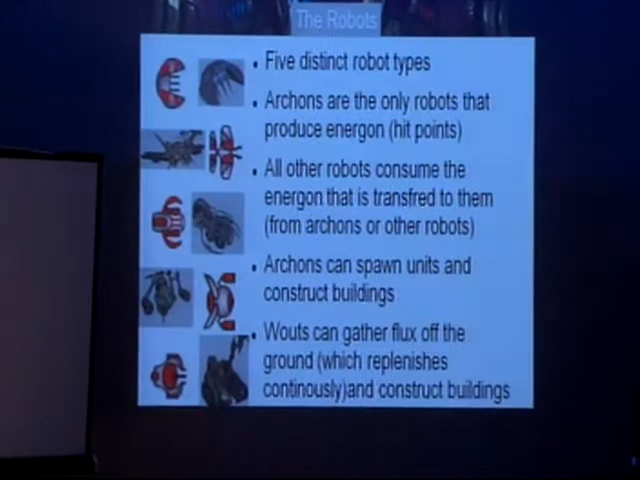 The Robots
• Five distinct robot types
• Archons are the only robots that
produce energon (hit points)
• All other robots consume the
energon that is transfred to them
(from archons or other robots)
• Archons can spawn units and
construct buildings
• Wouts can gather flux off the
ground (which replenishes
continously)and construct buildings